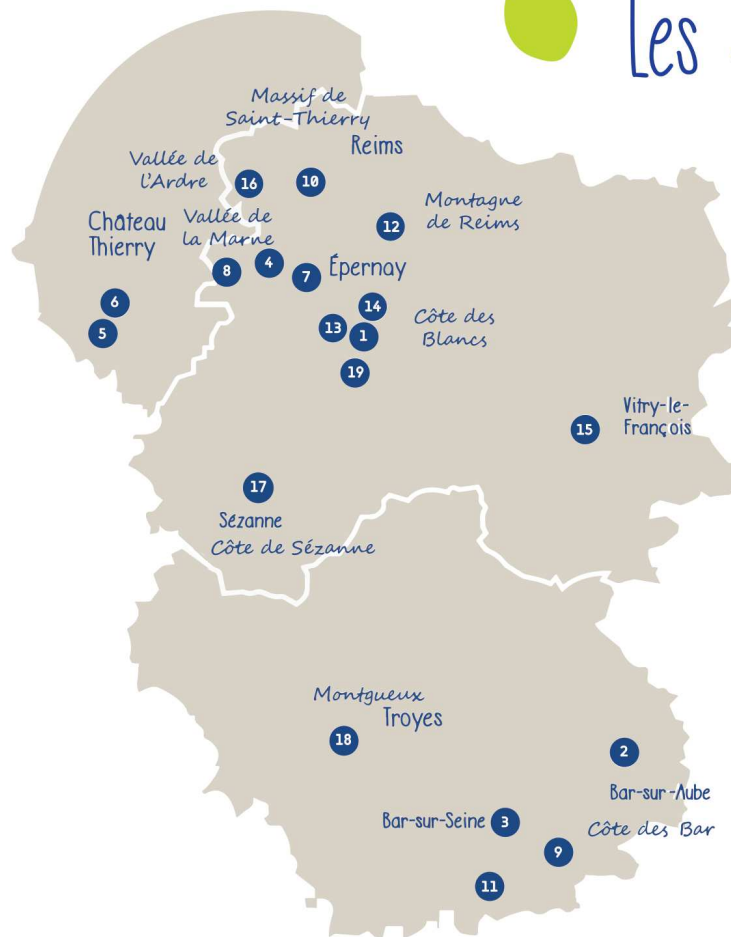 Les
Massif de
Saint-Thierry
Reims
Vallée de
l'Ardre
16
10
Montagne
de Reims
12
Château
Thierry
Vallée de
la Marne
8
4
7
Épernay
6
5
14
13
1
Côte des
Blancs
19
Vitry-le-
François
15
17
Sézanne
Côte de Sézanne
Montgueux
Troyes
18
2
Bar-sur-Aube
Bar-sur-Seine
3
Côte des Bar
9
11